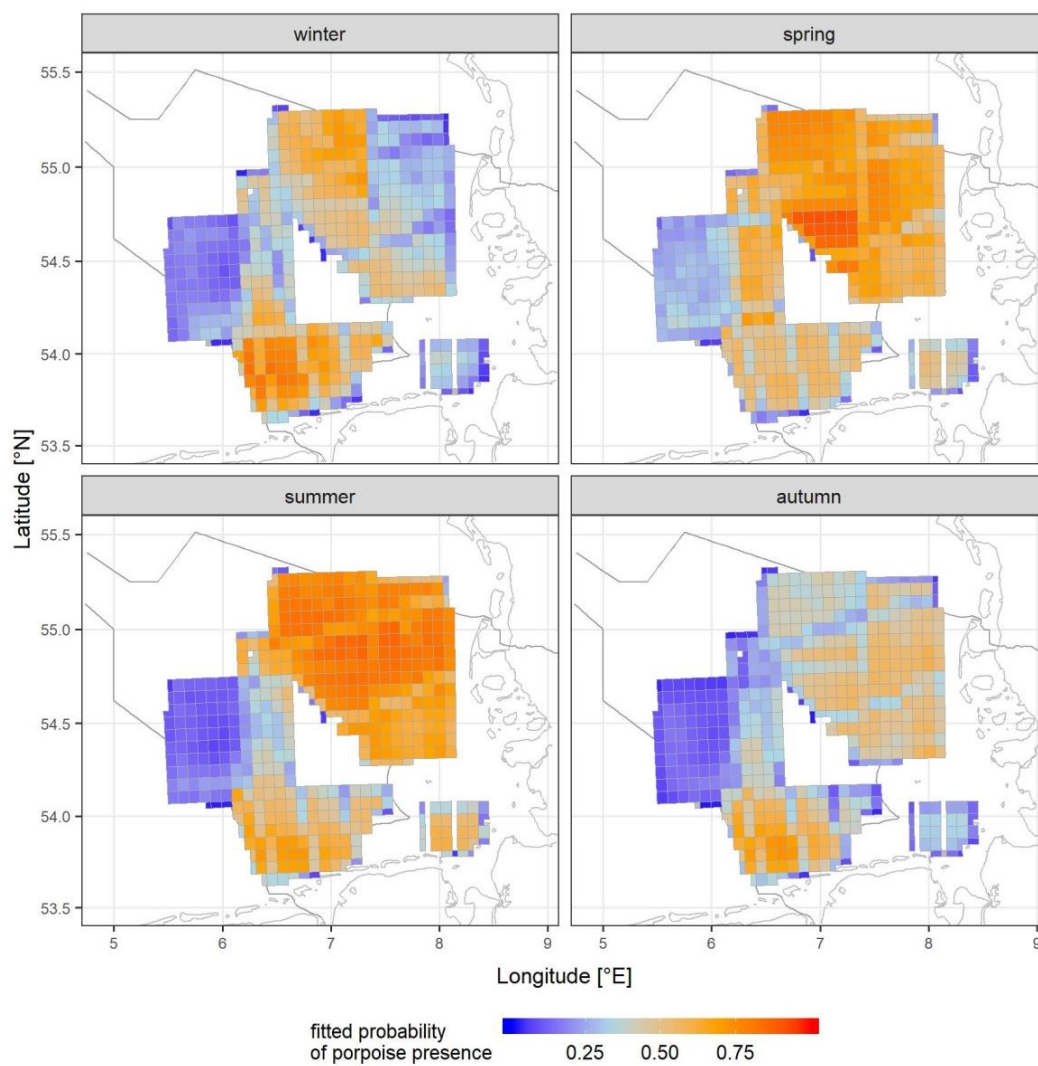 winter
spring
55.5
55.0
54.5
54.0
53.5
summer
autumn
55.5
55.0
54.5
54.0
53.5
Latitude [°N]
5 6 7 8 9
5 6 7 8 9
Longitude [°E]
fitted probability
of porpoise presence
0.25 0.50 0.75